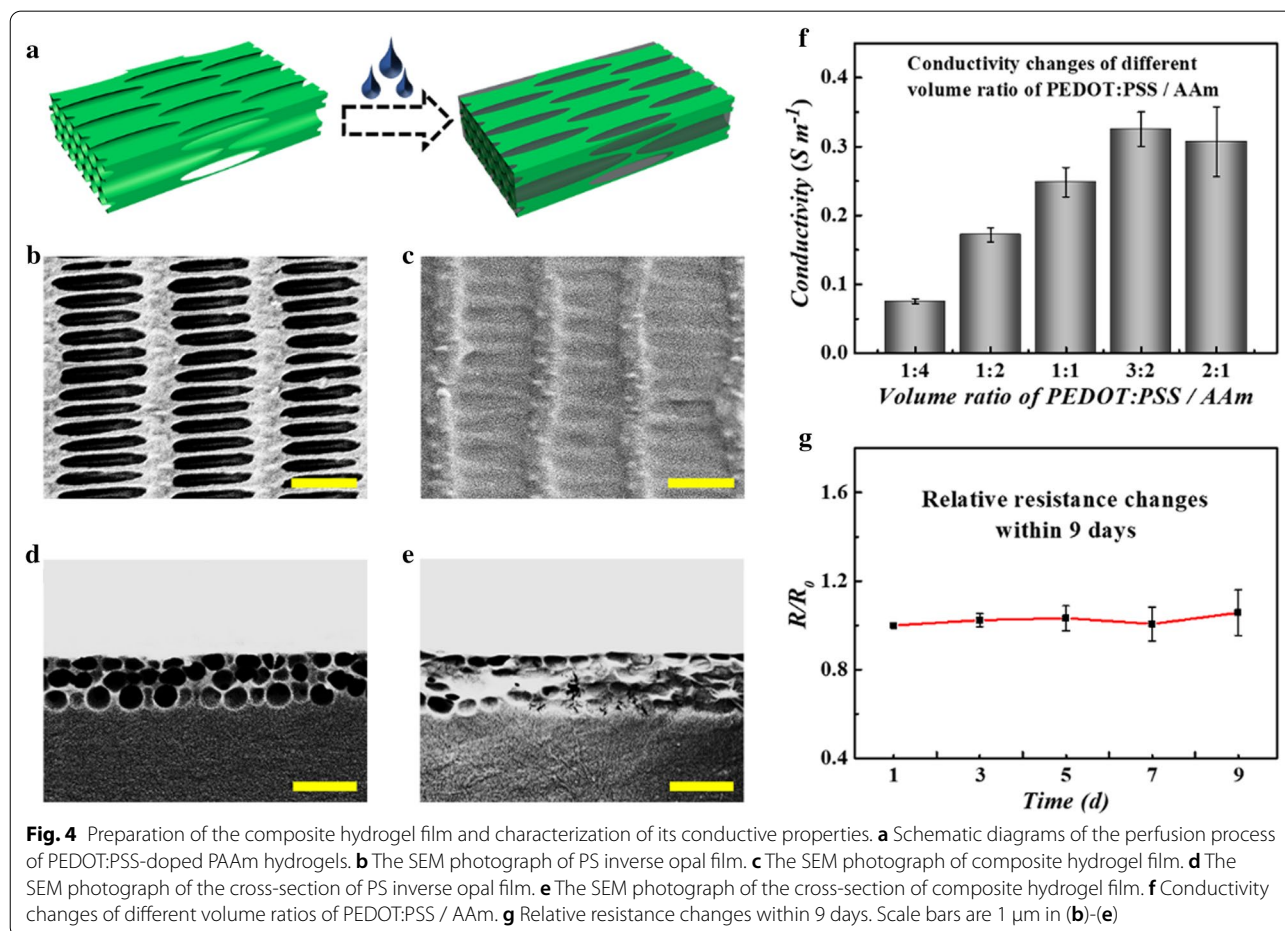 a
f
Conductivity changes of different
volume ratio of PEDOT:PSS / AAm
0.4
0.3
0.2
0.1
0.0
Conductivity (S m⁻¹)
1:4 1:2 1:1 3:2 2:1
Volume ratio of PEDOT:PSS / AAm
b
c
d
e
g
Relative resistance changes
within 9 days
1.6
1.2
0.8
0.4
R/R₀
1 3 5 7 9
Time (d)
Fig. 4 Preparation of the composite hydrogel film and characterization of its conductive properties. a Schematic diagrams of the perfusion process
of PEDOT:PSS-doped PAAm hydrogels. b The SEM photograph of PS inverse opal film. c The SEM photograph of composite hydrogel film. d The
SEM photograph of the cross-section of PS inverse opal film. e The SEM photograph of the cross-section of composite hydrogel film. f Conductivity
changes of different volume ratios of PEDOT:PSS / AAm. g Relative resistance changes within 9 days. Scale bars are 1 μm in (b)-(e)